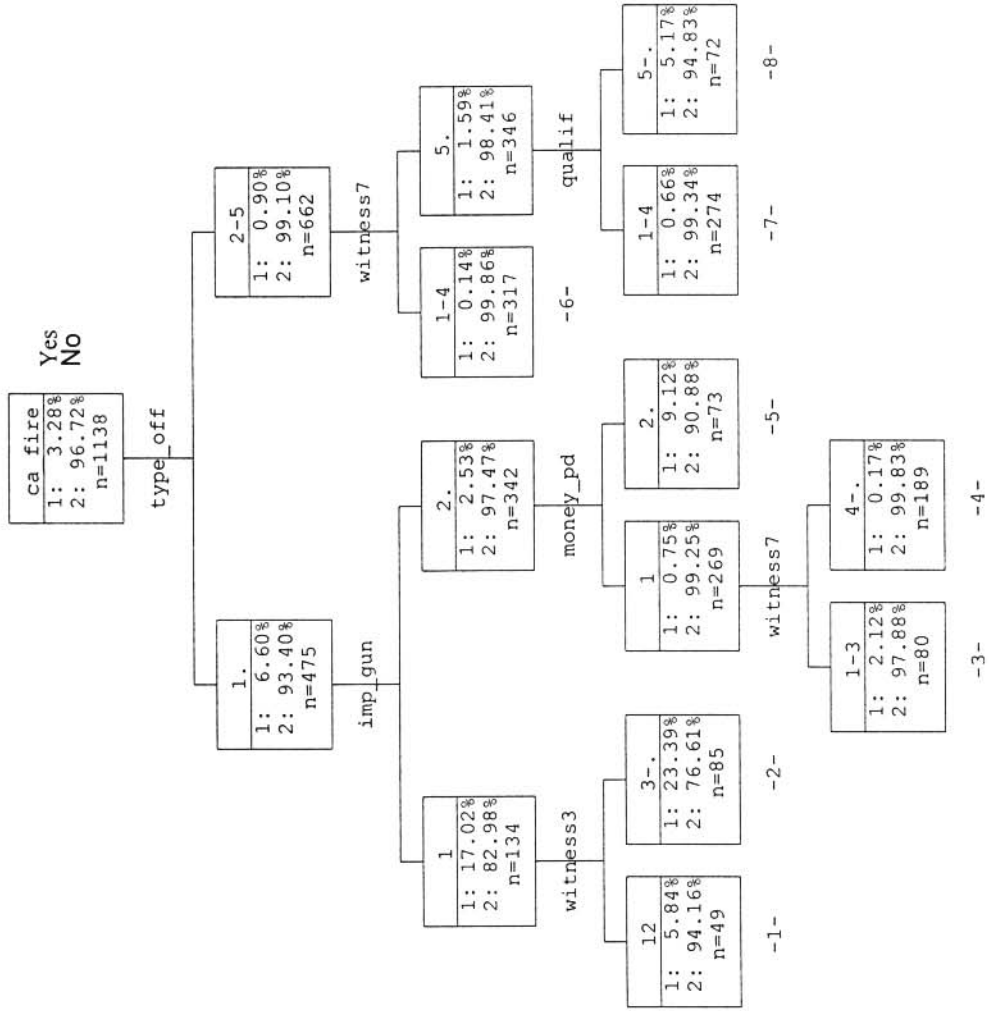 ca fire
1: 3.28%
2: 96.72%
n=1138
Yes
No
type_off
1.
1: 6.60%
2: 93.40%
n=475
2-5
1: 0.90%
2: 99.10%
n=662
imp_gun
witness7
1
1: 17.02%
2: 82.98%
n=134
2.
1: 2.53%
2: 97.47%
n=342
1-4
1: 0.14%
2: 99.86%
n=317
5.
1: 1.59%
2: 98.41%
n=346
witness3
money_pd
-6-
qualif
12
1: 5.84%
2: 94.16%
n=49
3-.
1: 23.39%
2: 76.61%
n=85
1
1: 0.75%
2: 99.25%
n=269
2.
1: 9.12%
2: 90.88%
n=73
1-4
1: 0.66%
2: 99.34%
n=274
5-.
1: 5.17%
2: 94.83%
n=72
-1-
-2-
witness7
-5-
-7-
-8-
1-3
1: 2.12%
2: 97.88%
n=80
4-.
1: 0.17%
2: 99.83%
n=189
-3-
-4-